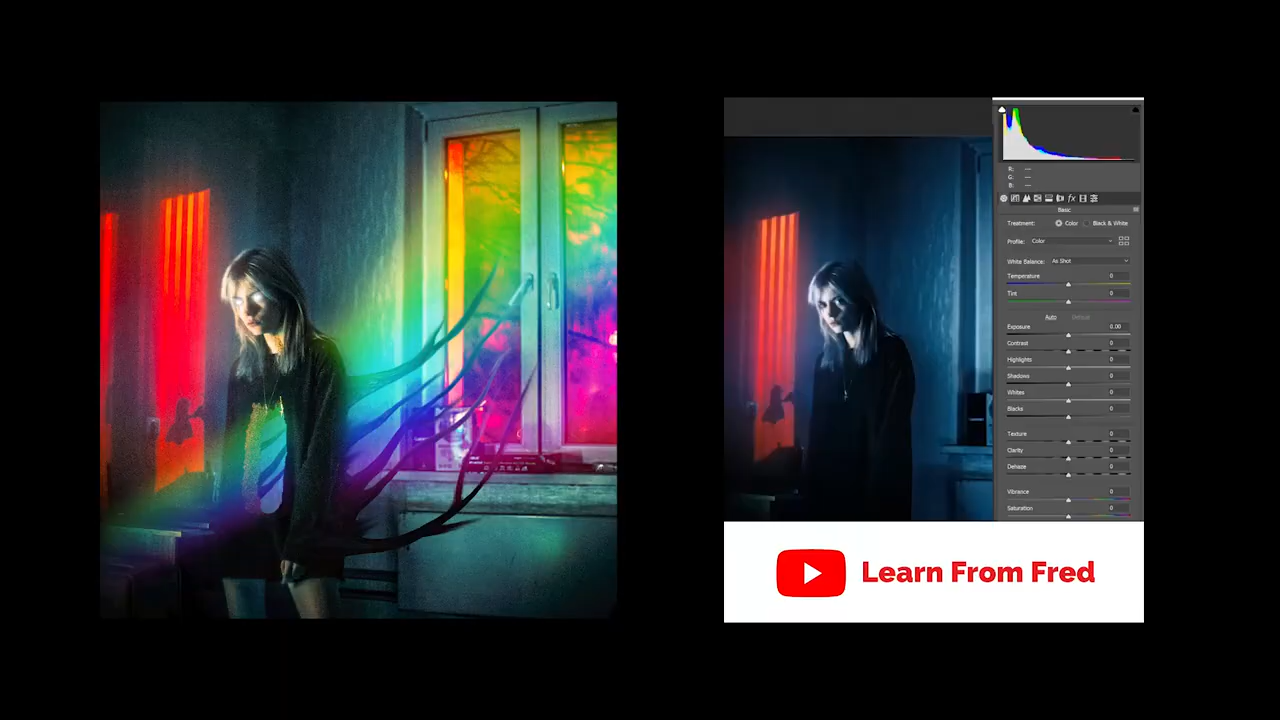 R: —
G: —
B: —
fx
Basic
Treatment: Color Black & White
Profile: Color
White Balance: As Shot
Temperature 0
Tint 0
Auto Default
Exposure 0.00
Contrast 0
Highlights 0
Shadows 0
Whites 0
Blacks 0
Texture 0
Clarity 0
Dehaze 0
Vibrance 0
Saturation 0
Learn From Fred